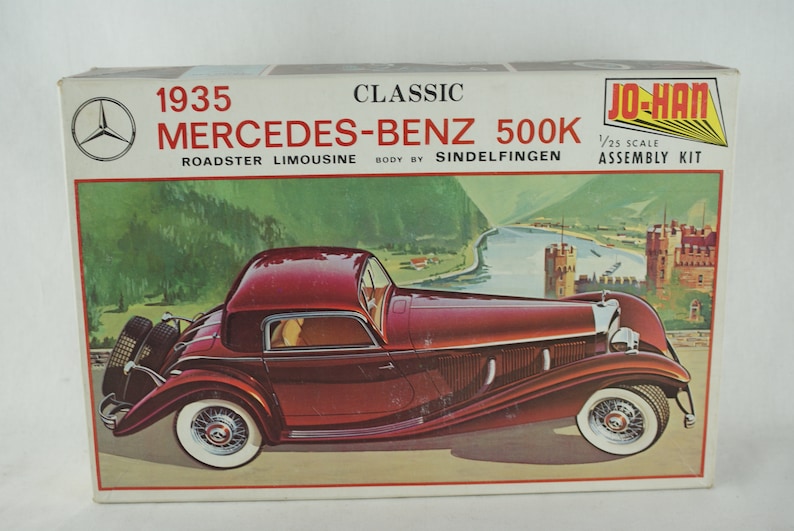 1935 CLASSIC JO-HAN
MERCEDES-BENZ 500K
1/25 SCALE
ROADSTER LIMOUSINE BODY BY SINDELFINGEN ASSEMBLY KIT